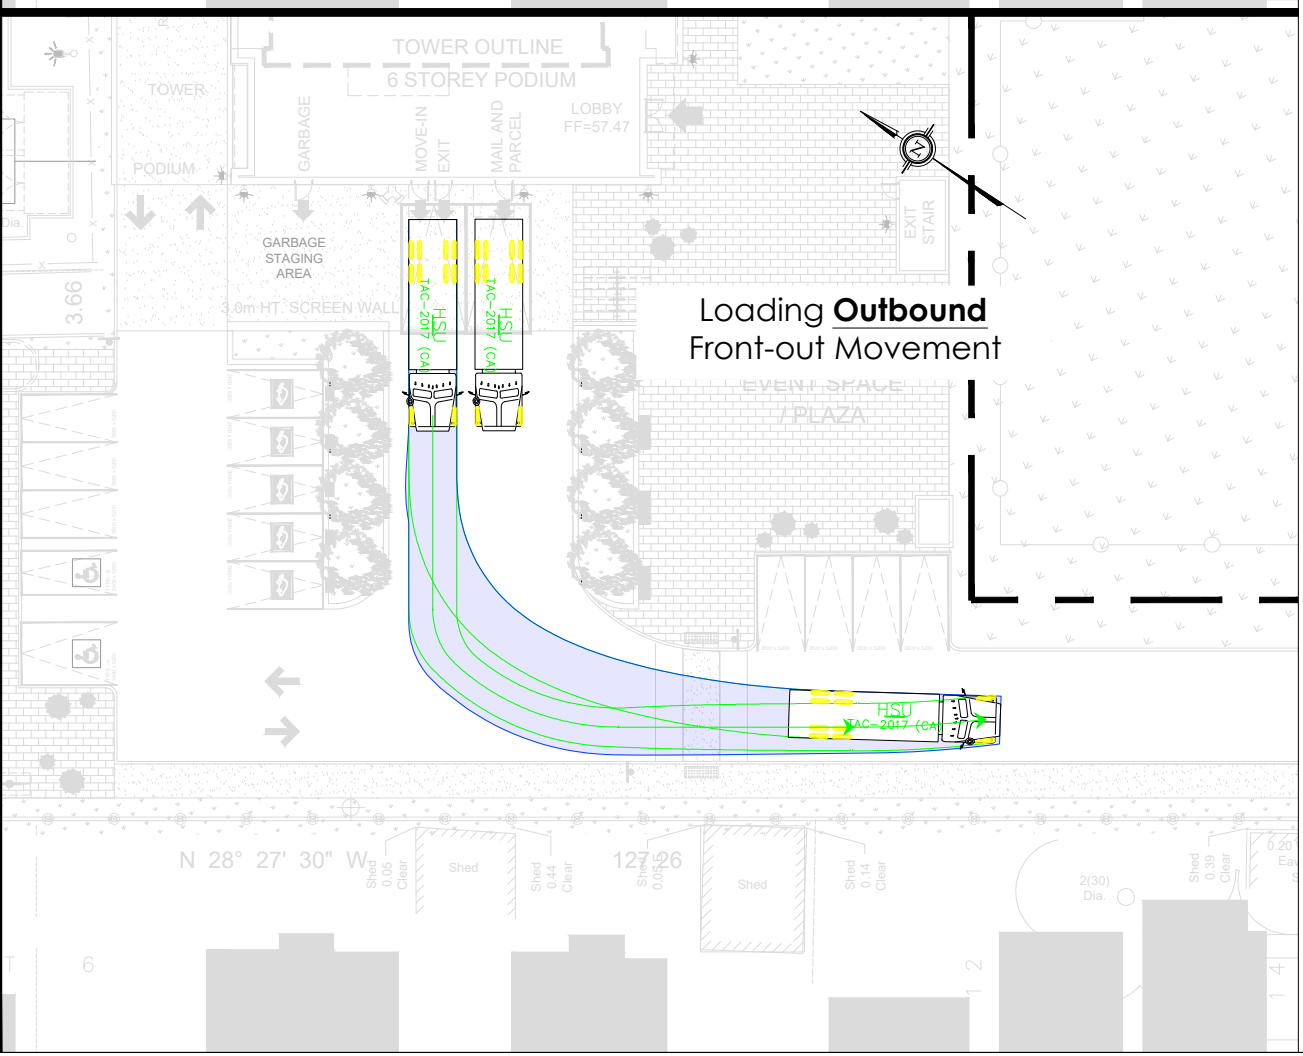 TOWER OUTLINE
6 STOREY PODIUM
TOWER
PODIUM
GARBAGE
MOVE-IN
EXIT
MAIL AND
PARCEL
LOBBY
FF=57.47
N
EXIT
STAIR
GARBAGE
STAGING
AREA
3.0m HT. SCREEN WALL
3.66
Dia.
TAC-2017 (CA)
HSU
TAC-2017 (CA)
HSU
Loading Outbound
Front-out Movement
EVENT SPACE
/ PLAZA
HSU
TAC-2017 (CA)
N 28° 27' 30" W
127.26
Shed
0.05
Clear
Shed
Shed
0.44
Clear
Shed
Shed
Shed
0.14
Clear
2(30)
Dia.
Shed
0.39
Clear
0.20
6
12
14